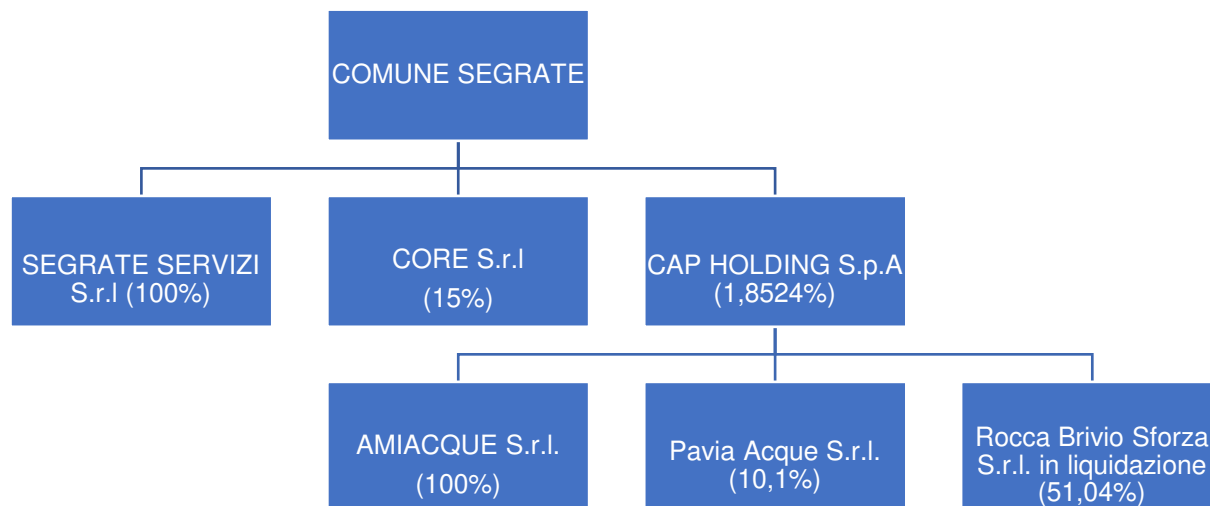 COMUNE SEGRATE
SEGRATE SERVIZI
S.r.l (100%)
CORE S.r.l
(15%)
CAP HOLDING S.p.A
(1,8524%)
AMIACQUE S.r.l.
(100%)
Pavia Acque S.r.l.
(10,1%)
Rocca Brivio Sforza
S.r.l. in liquidazione
(51,04%)